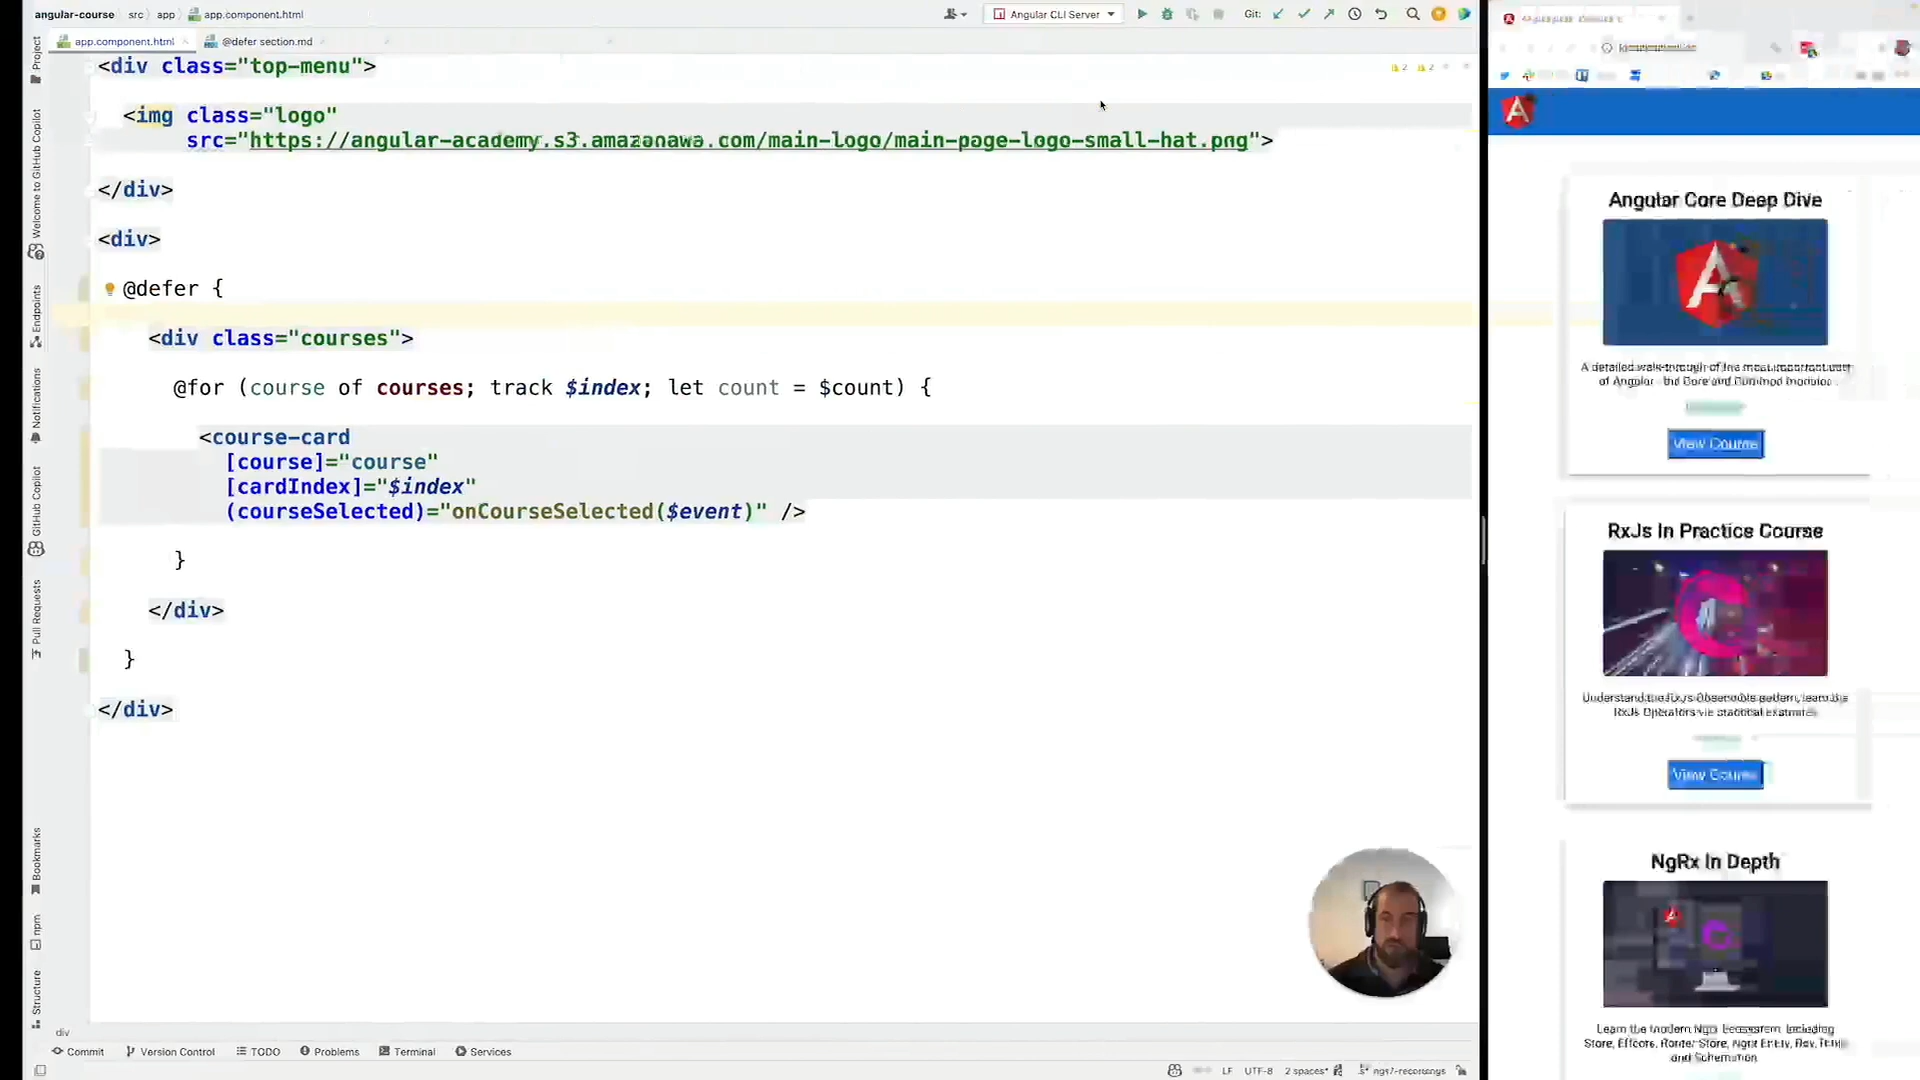 angular-course src app app.component.html
Angular CLI Server
Git:
app.component.html
@defer section.md
2 2
<div class="top-menu">
<img class="logo"
src="https://angular-academy.s3.amazanawa.com/main-logo/main-page-logo-small-hat.png">
</div>
<div>
@defer {
<div class="courses">
@for (course of courses; track $index; let count = $count) {
<course-card
[course]="course"
[cardIndex]="$index"
(courseSelected)="onCourseSelected($event)" />
}
</div>
}
</div>
Project
Welcome to GitHub Copilot
Endpoints
Notifications
GitHub Copilot
Pull Requests
Bookmarks
npm
Structure
div
Commit
Version Control
TODO
Problems
Terminal
Services
LF
UTF-8
2 spaces*
Angular Core Deep Dive
View Course
RxJs In Practice Course
View Course
NgRx In Depth